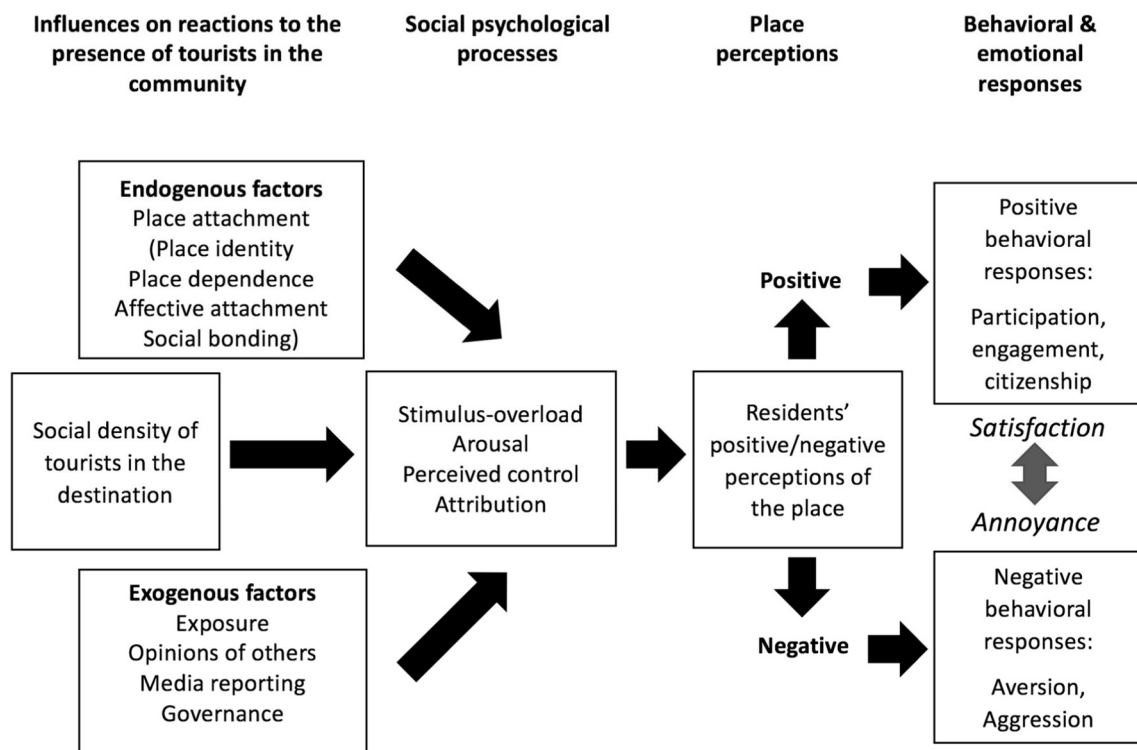 Influences on reactions to the
presence of tourists in the
community
Social psychological
processes
Place
perceptions
Behavioral &
emotional
responses
Endogenous factors
Place attachment
(Place identity
Place dependence
Affective attachment
Social bonding)
Social density of
tourists in the
destination
Exogenous factors
Exposure
Opinions of others
Media reporting
Governance
Stimulus-overload
Arousal
Perceived control
Attribution
Positive
Residents’
positive/negative
perceptions of
the place
Negative
Positive
behavioral
responses:
Participation,
engagement,
citizenship
Satisfaction
Annoyance
Negative
behavioral
responses:
Aversion,
Aggression